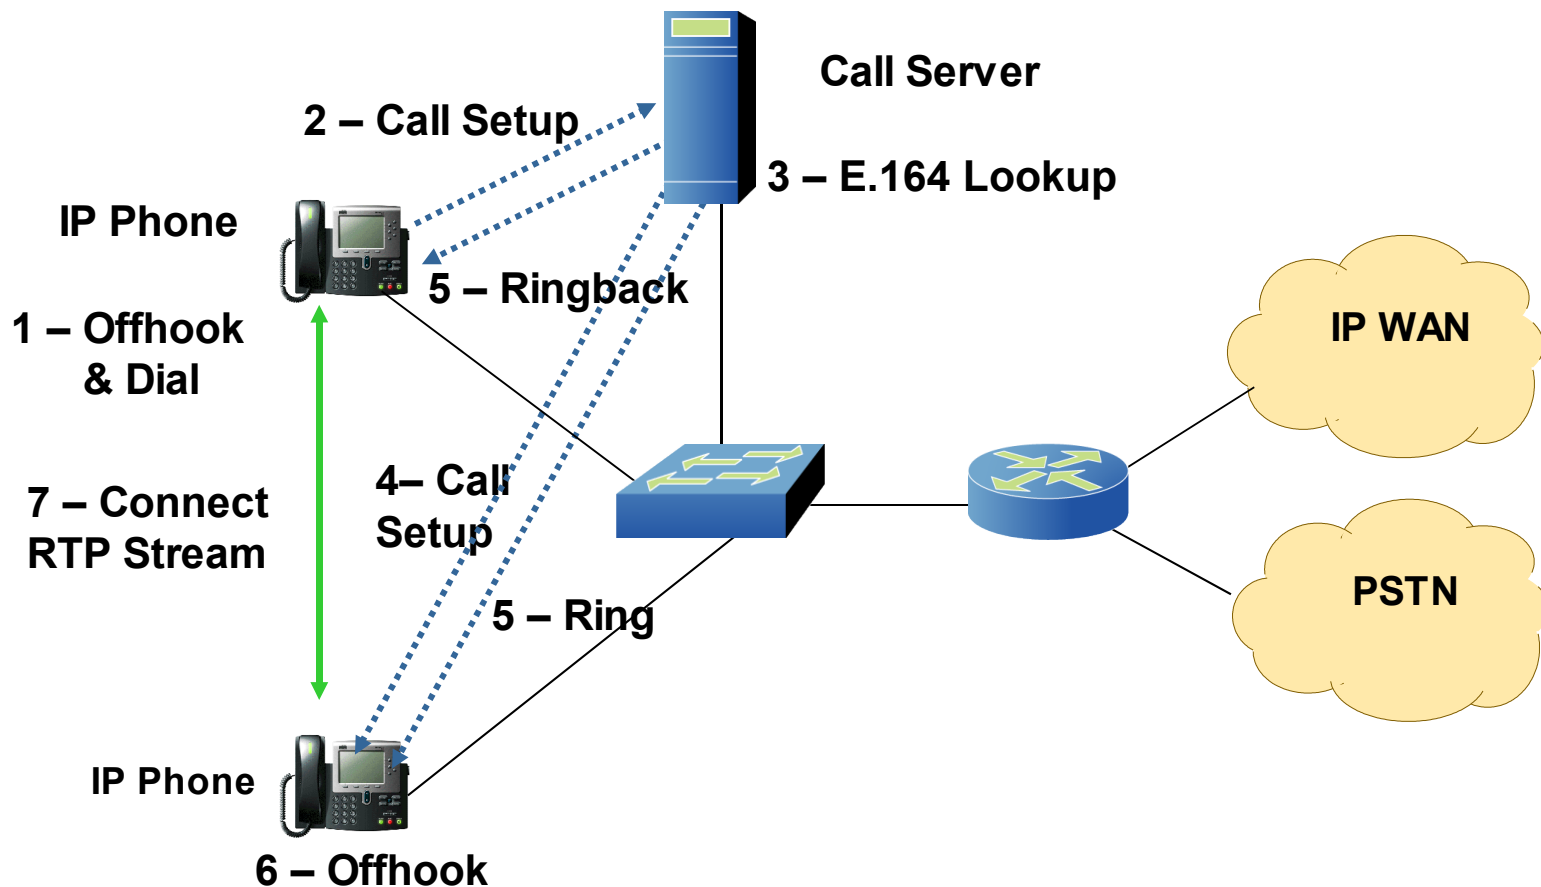 Call Server
2 – Call Setup
3 – E.164 Lookup
IP Phone
5 – Ringback
1 – Offhook
& Dial
IP WAN
7 – Connect
RTP Stream
4– Call
Setup
5 – Ring
PSTN
IP Phone
6 – Offhook